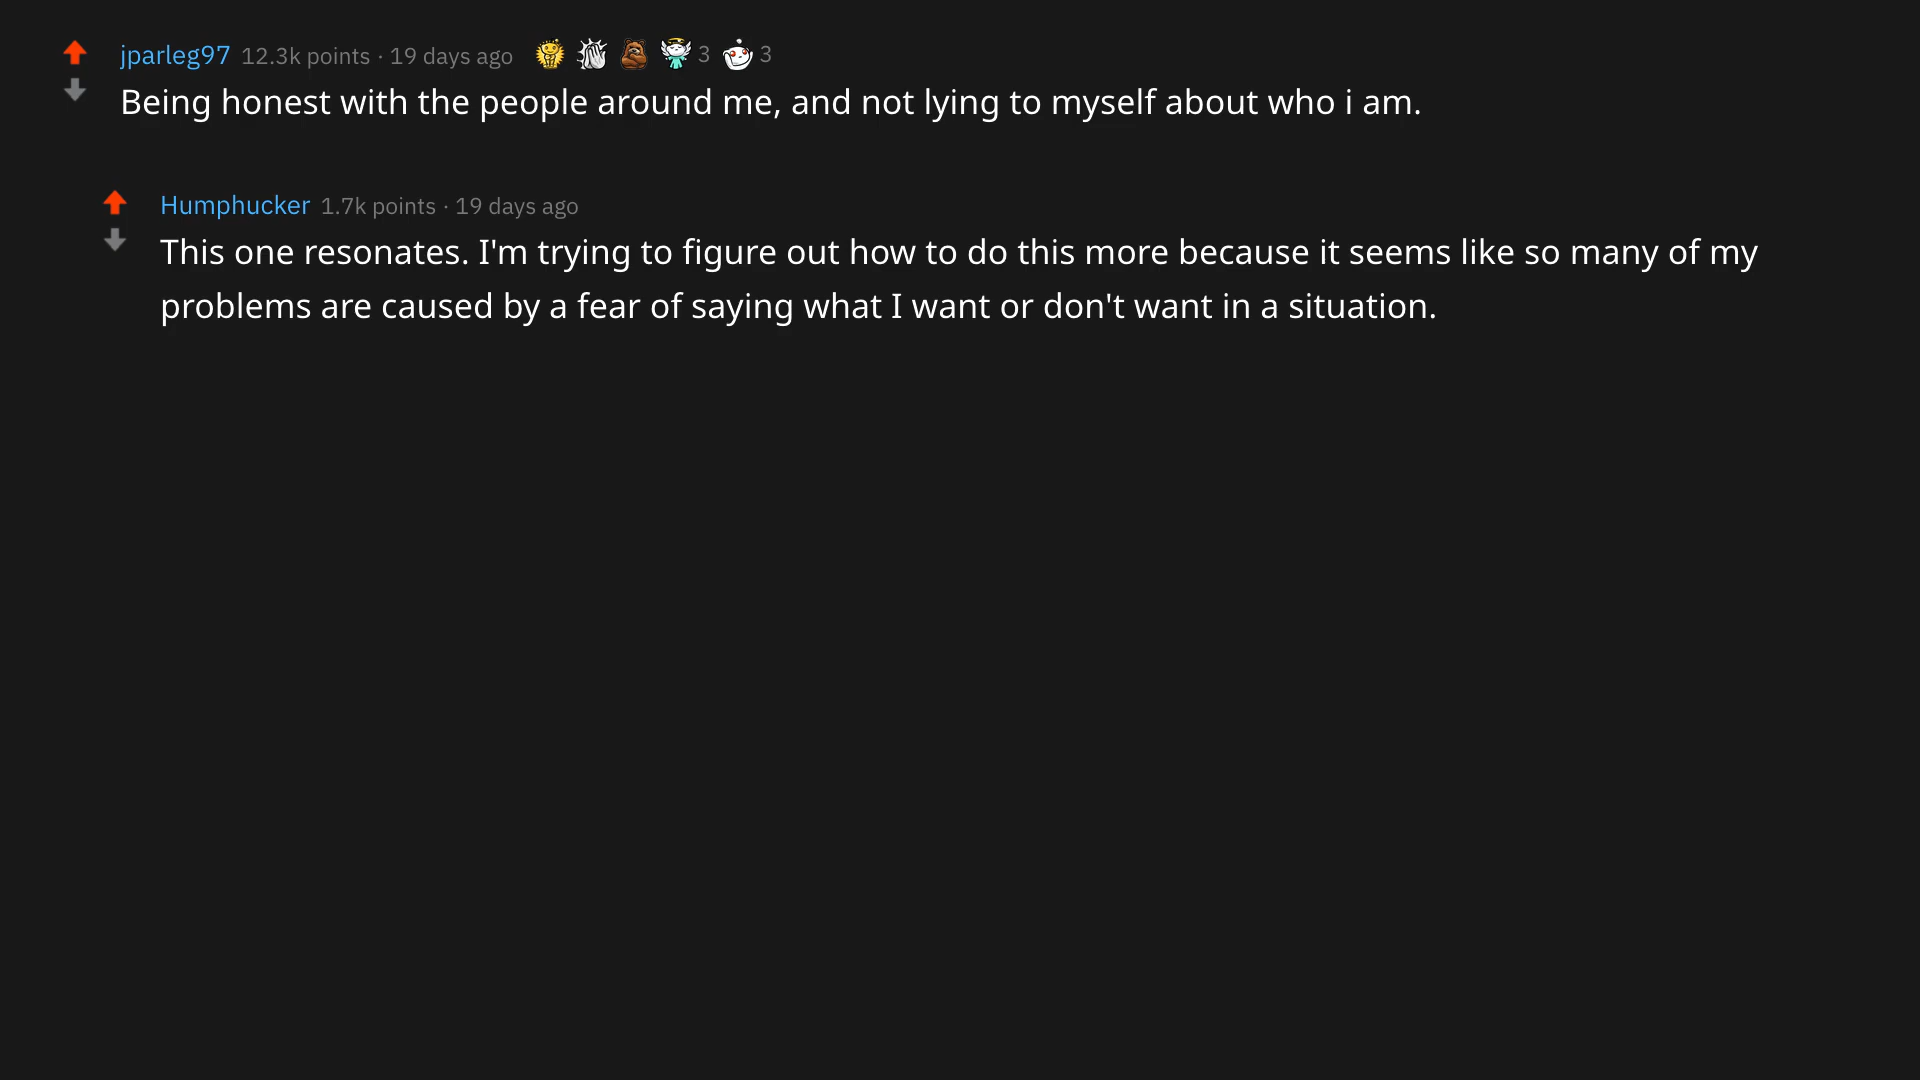 jparleg97 12.3k points · 19 days ago 3 3
Being honest with the people around me, and not lying to myself about who i am.
Humphucker 1.7k points · 19 days ago
This one resonates. I'm trying to figure out how to do this more because it seems like so many of my
problems are caused by a fear of saying what I want or don't want in a situation.